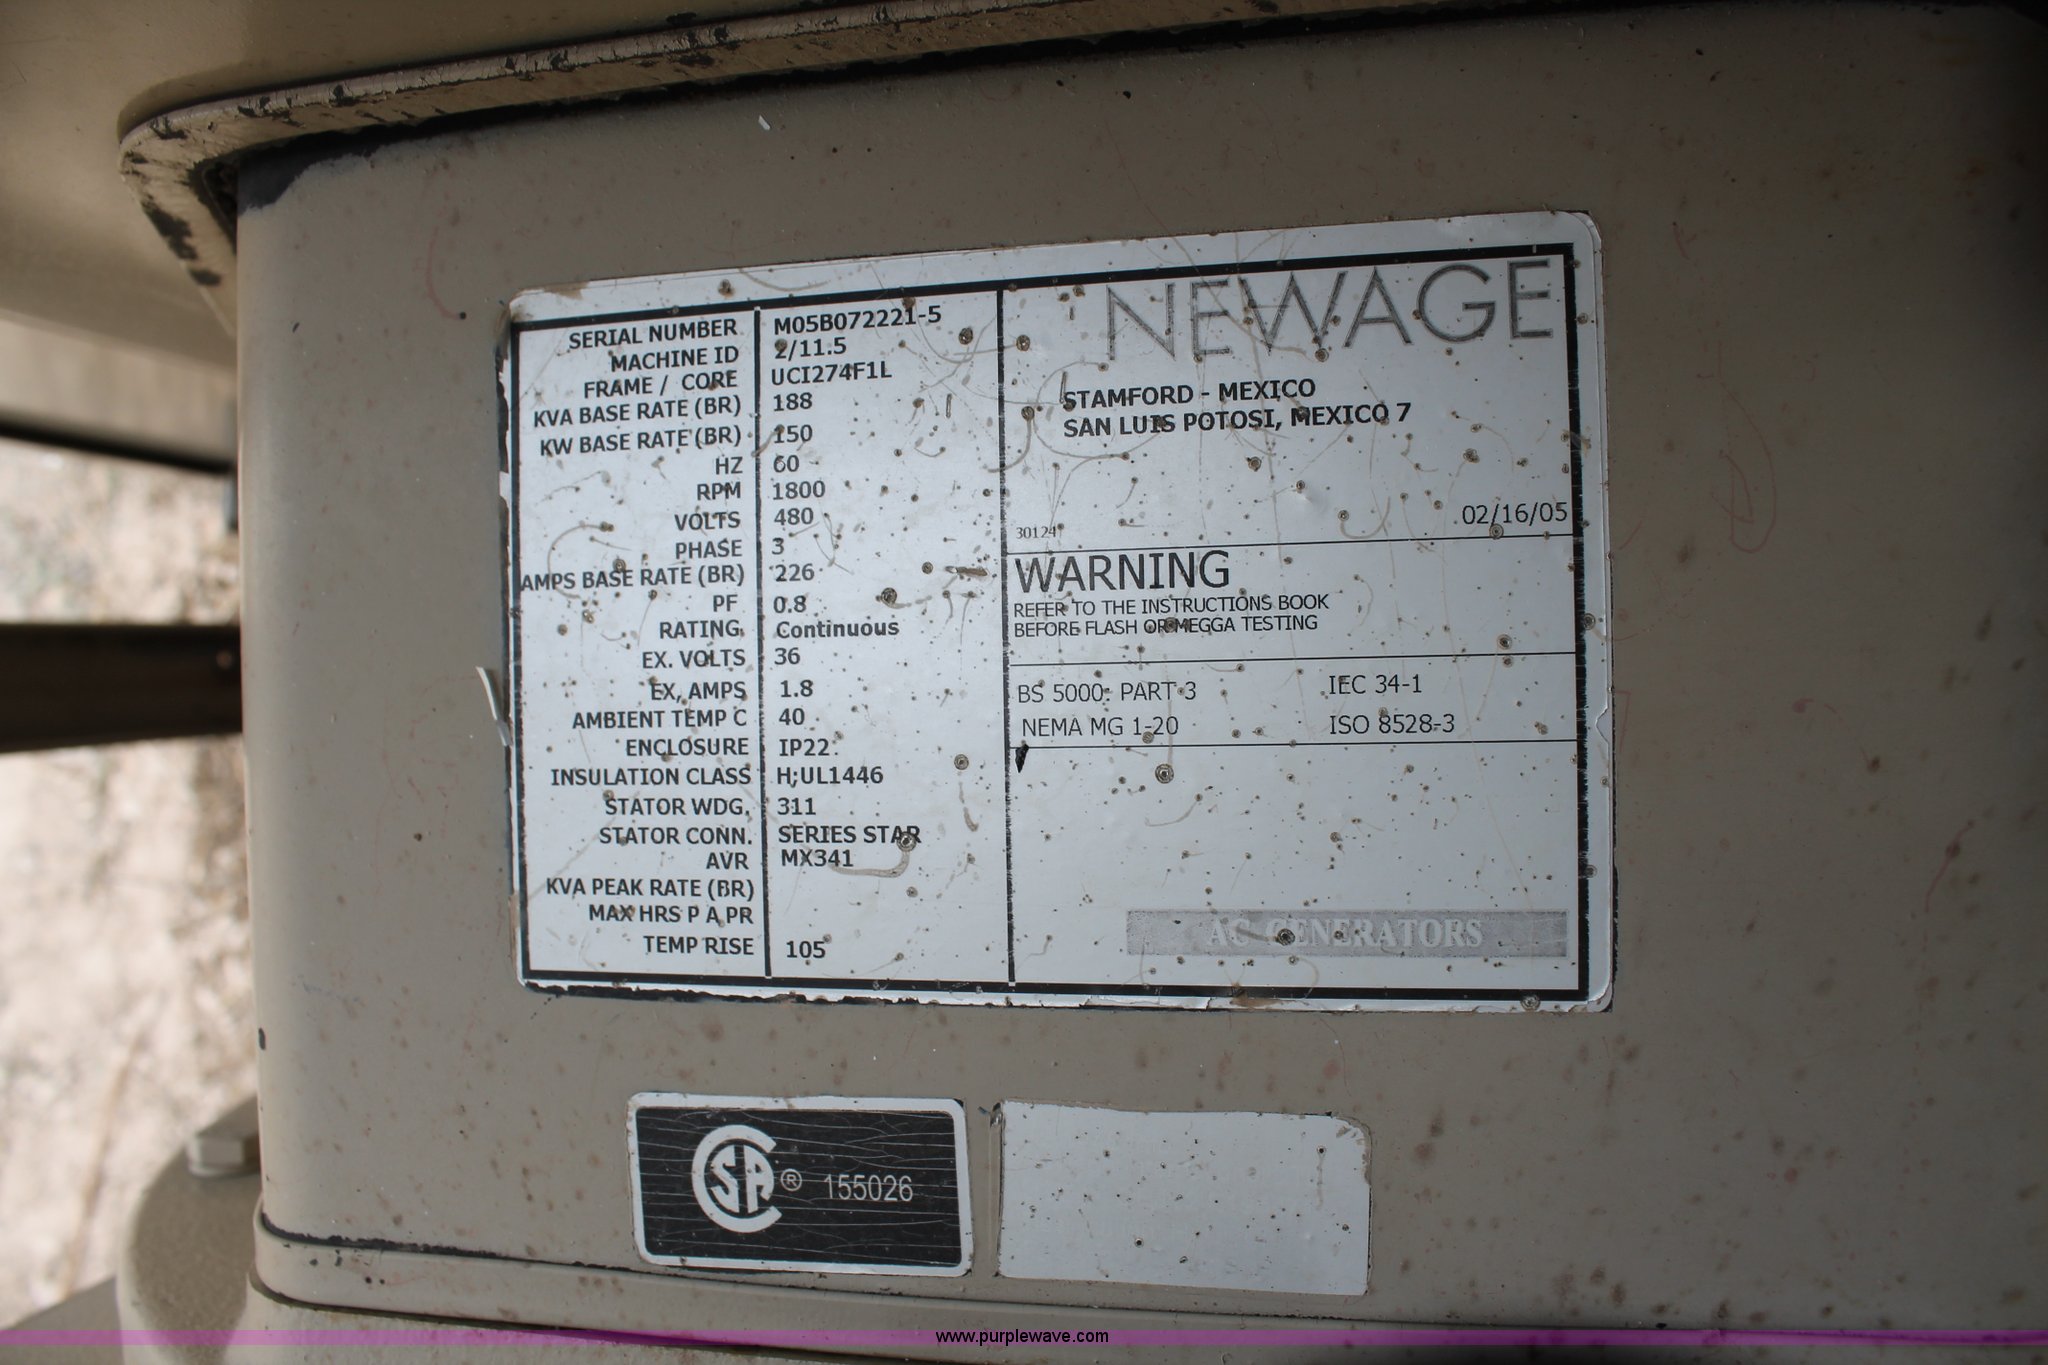 SERIAL NUMBER M05B072221-5
MACHINE ID 2/11.5
FRAME / CORE UCI274F1L
KVA BASE RATE (BR) 188
KW BASE RATE (BR) 150
HZ 60
RPM 1800
VOLTS 480
PHASE 3
AMPS BASE RATE (BR) 226
PF 0.8
RATING Continuous
EX. VOLTS 36
EX. AMPS 1.8
AMBIENT TEMP C 40
ENCLOSURE IP22
INSULATION CLASS H;UL1446
STATOR WDG. 311
STATOR CONN. SERIES STAR
AVR MX341
KVA PEAK RATE (BR)
MAX HRS P A PR
TEMP RISE 105
NEWAGE
STAMFORD - MEXICO
SAN LUIS POTOSI, MEXICO 7
02/16/05
30124
WARNING
REFER TO THE INSTRUCTIONS BOOK
BEFORE FLASH OR MEGGA TESTING
BS 5000: PART 3 IEC 34-1
NEMA MG 1-20 ISO 8528-3
AC GENERATORS
CSA ® 155026
www.purplewave.com